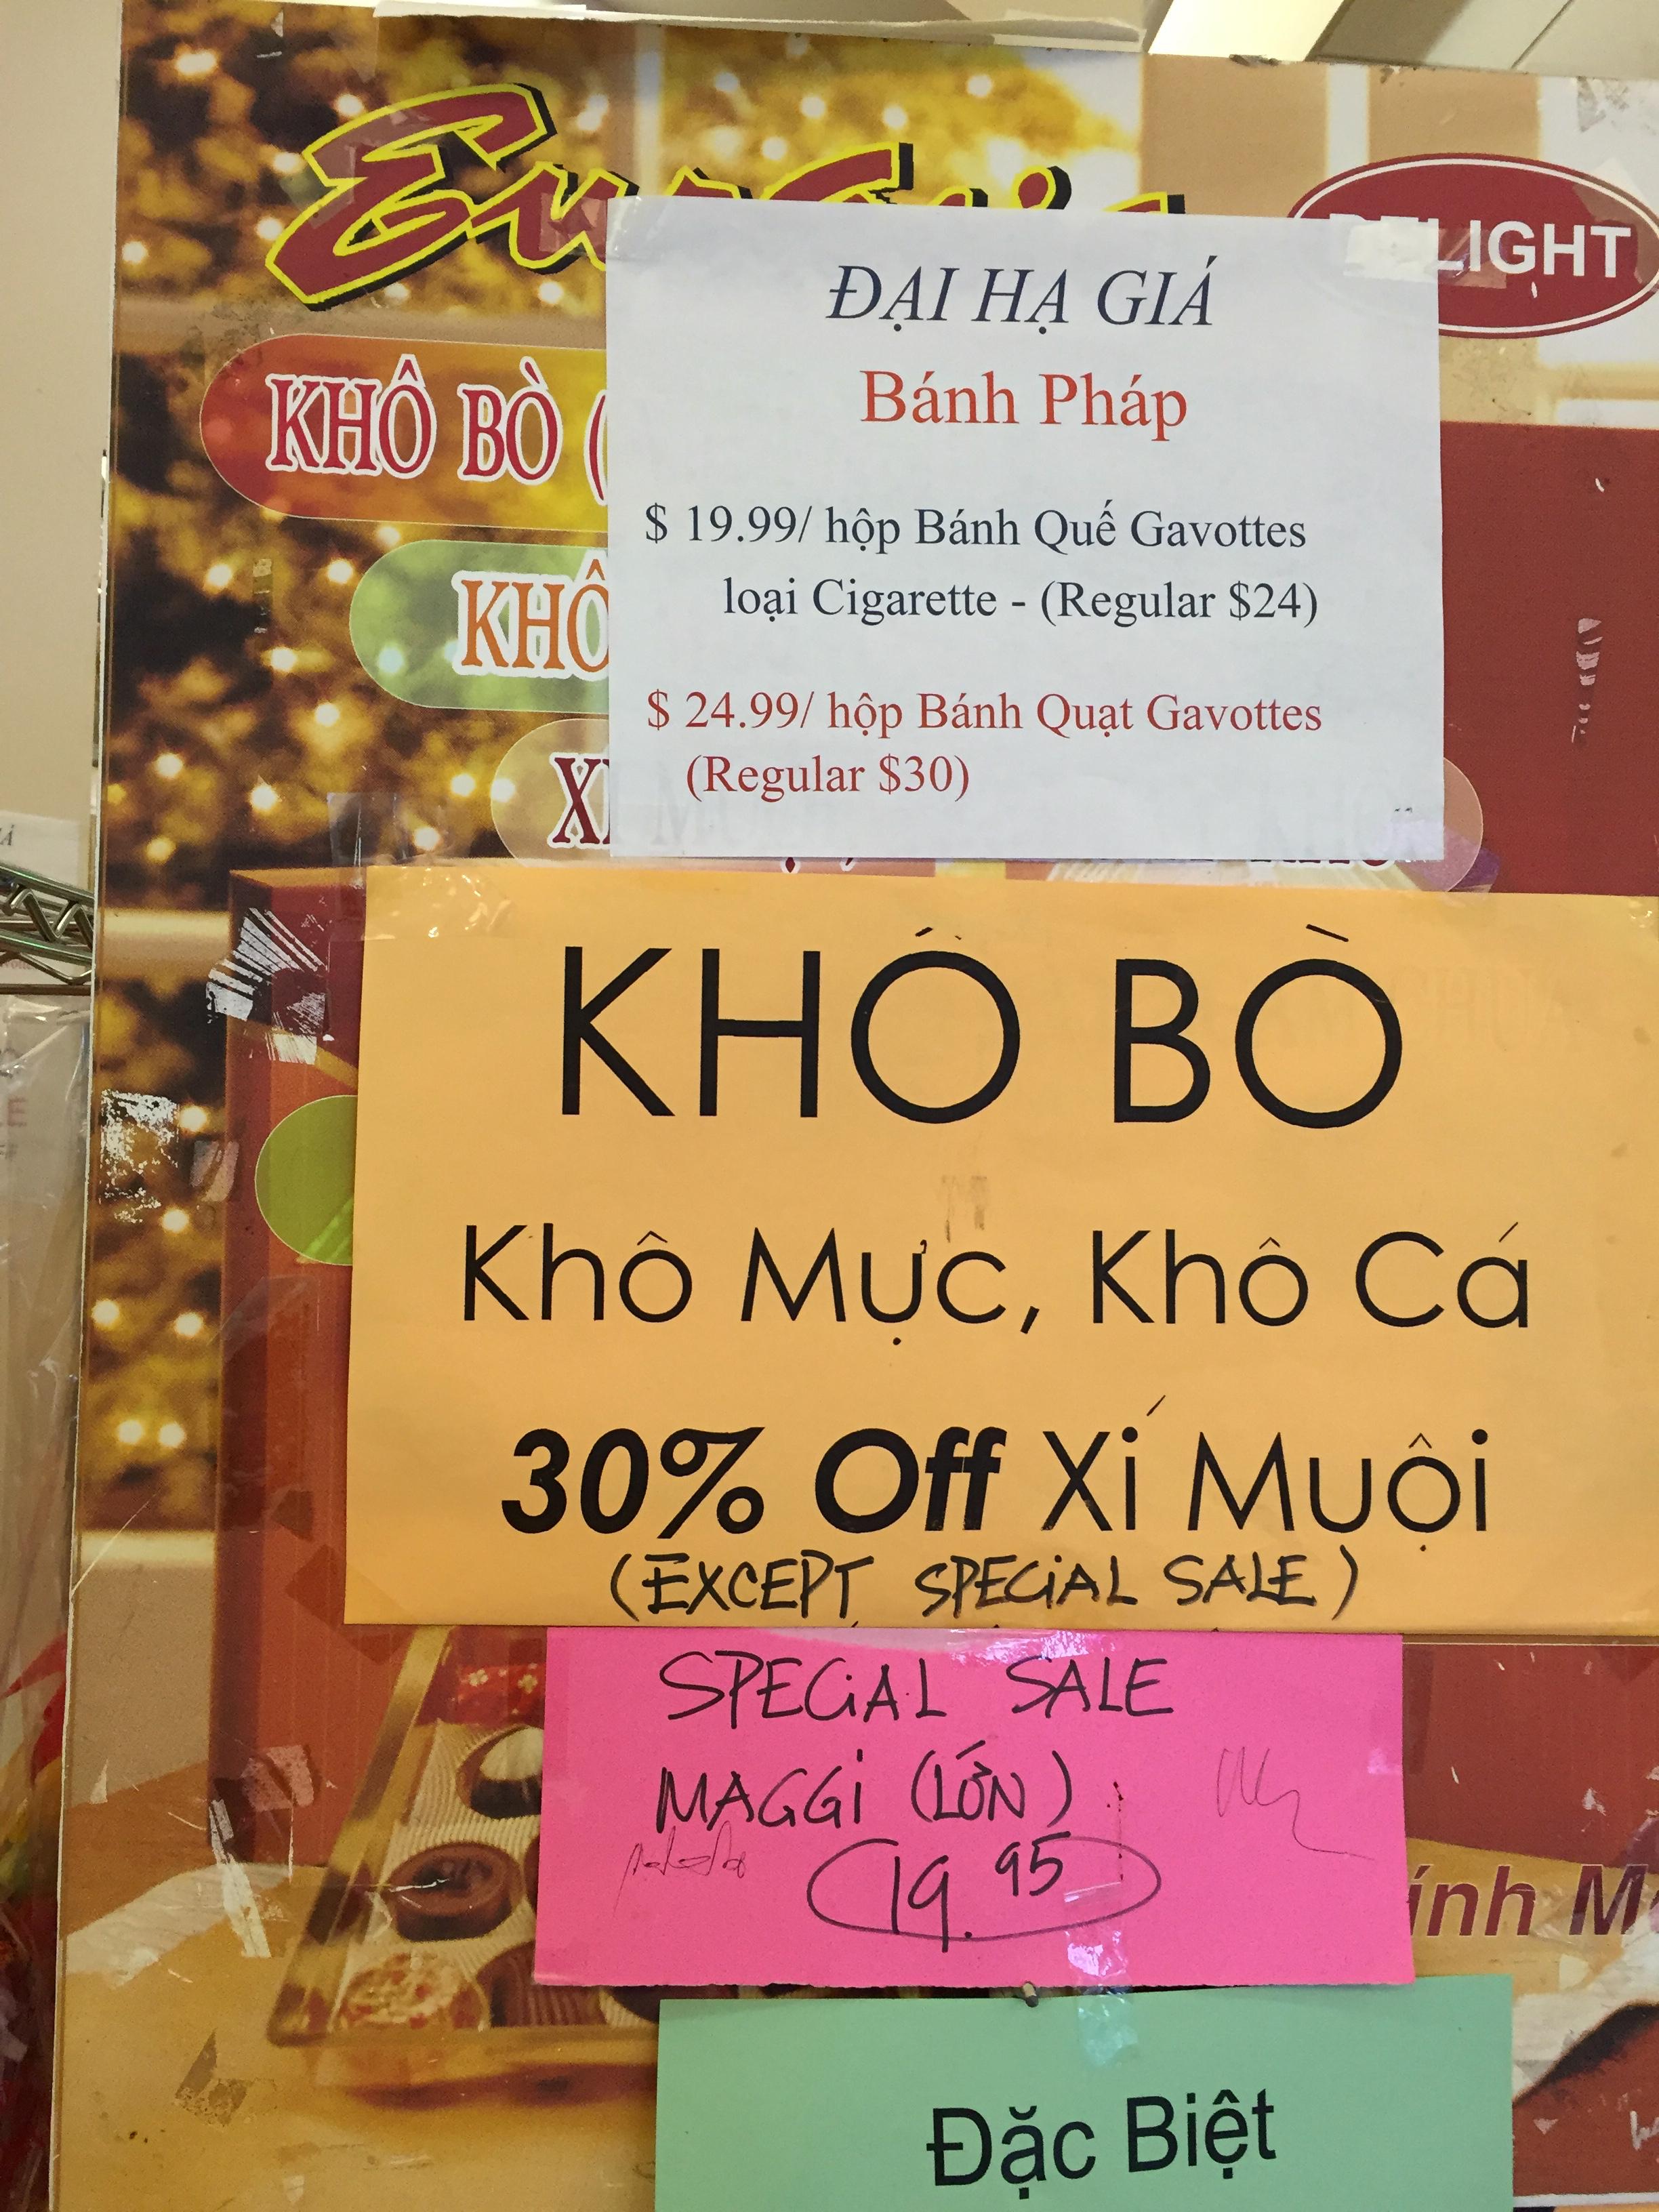 LIGHT
ĐẠI HẠ GIÁ
Bánh Pháp
$ 19.99/ hộp Bánh Quế Gavottes
loại Cigarette - (Regular $24)
$ 24.99/ hộp Bánh Quạt Gavottes
(Regular $30)
KHÔ BÒ (
KHÔ
KHÔ BÒ
Khô Mực, Khô Cá
30% Off Xí Muội
(EXCEPT SPECiAL SALE)
SPECiAL SALE
MAGGi (LỚN)
19.95
ính M
Đặc Biệt